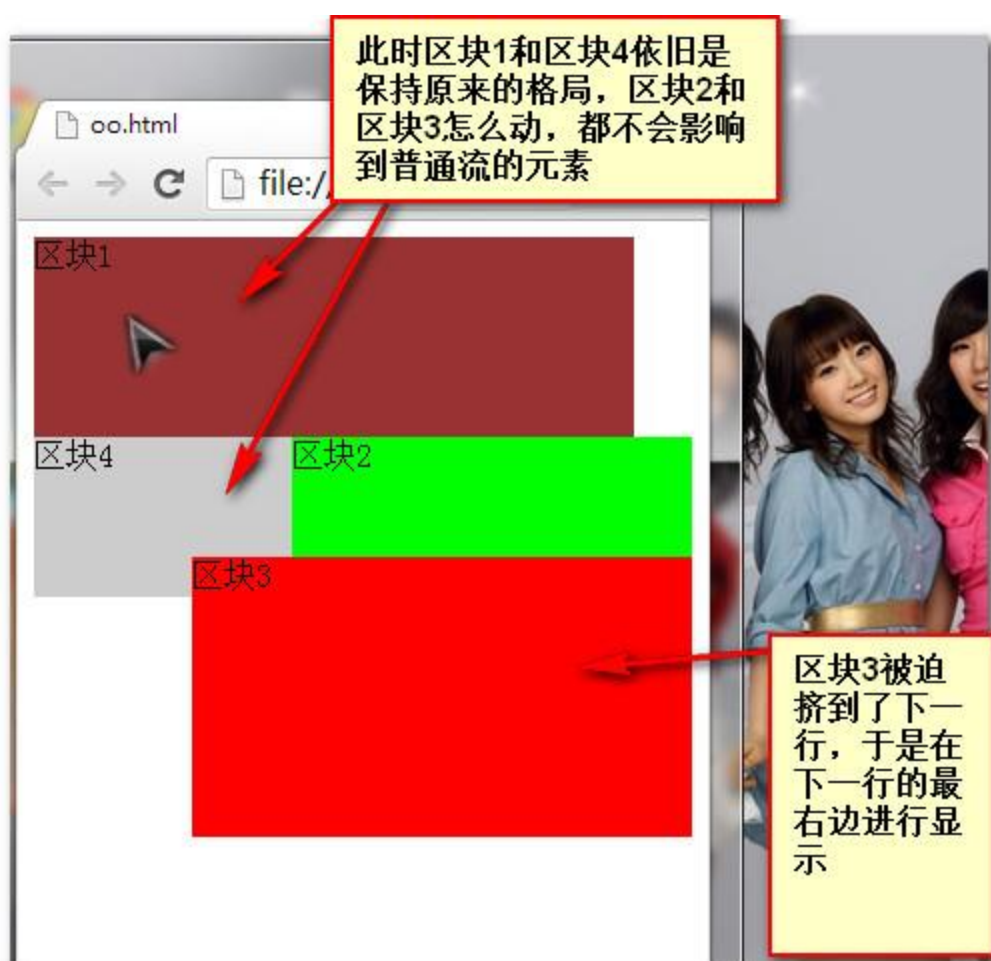 此时区块1和区块4依旧是
保持原来的格局，区块2和
区块3怎么动，都不会影响
到普通流的元素
oo.html
file://
区块1
区块4
区块2
区块3
区块3被迫
挤到了下一
行，于是在
下一行的最
右边进行显
示